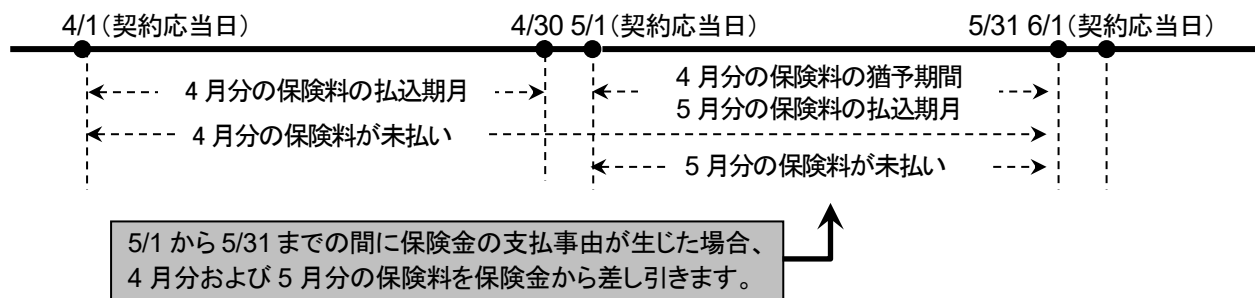 4/1(契約応当日) 4/30 5/1(契約応当日) 5/31 6/1(契約応当日)
4 月分の保険料の払込期月 4 月分の保険料の猶予期間
5 月分の保険料の払込期月
4 月分の保険料が未払い
5 月分の保険料が未払い
5/1 から 5/31 までの間に保険金の支払事由が生じた場合、
4 月分および 5 月分の保険料を保険金から差し引きます。